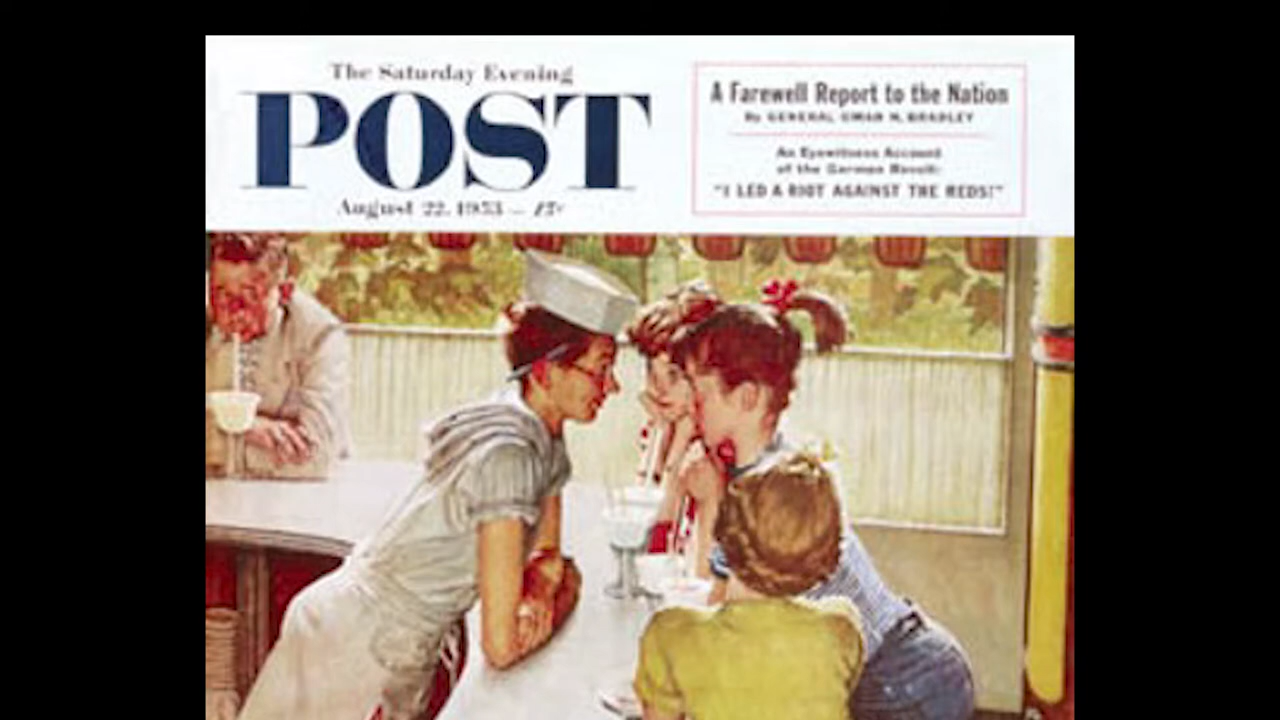 The Saturday Evening
POST
August 22, 1953 – 15¢
A Farewell Report to the Nation
By GENERAL OMAR N. BRADLEY
An Eyewitness Account
of the German Revolt:
"I LED A RIOT AGAINST THE REDS!"